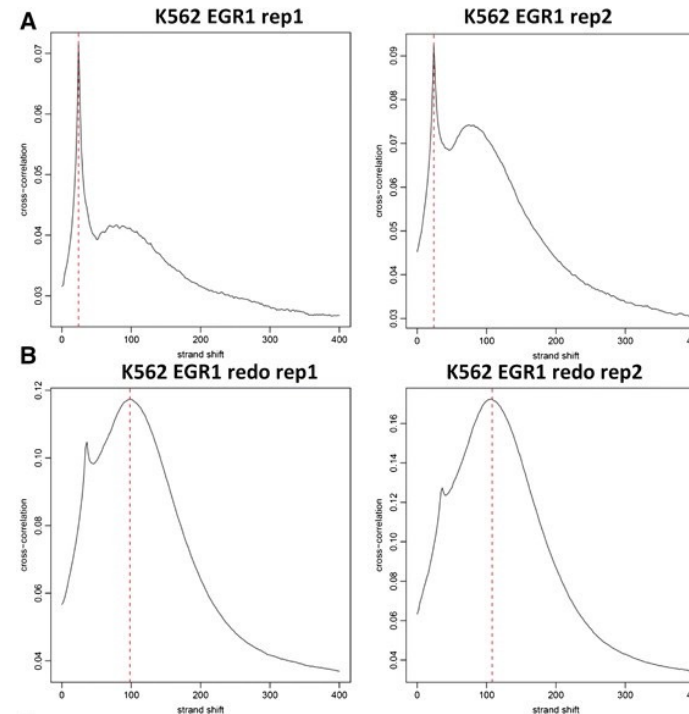 A
K562 EGR1 rep1
K562 EGR1 rep2
cross-correlation
0.07
0.06
0.05
0.04
0.03
0 100 200 300 400
strand shift
cross-correlation
0.09
0.08
0.07
0.06
0.05
0.04
0.03
0 100 200 300 400
strand shift
B
K562 EGR1 redo rep1
K562 EGR1 redo rep2
cross-correlation
0.12
0.10
0.08
0.06
0.04
0 100 200 300 400
strand shift
cross-correlation
0.16
0.14
0.12
0.10
0.08
0.06
0.04
0 100 200 300 400
strand shift